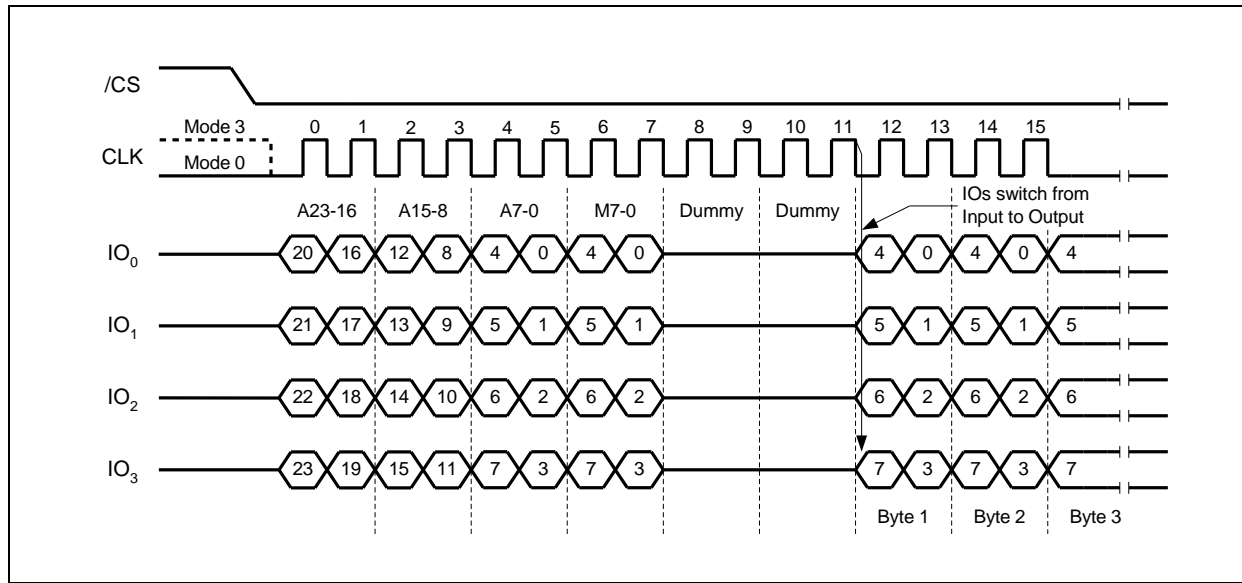 /CS
Mode 3 0 1 2 3 4 5 6 7 8 9 10 11 12 13 14 15
CLK
Mode 0
IOs switch from
Input to Output
A23-16 A15-8 A7-0 M7-0 Dummy Dummy
IO0 20 16 12 8 4 0 4 0 4 0 4 0 4
IO1 21 17 13 9 5 1 5 1 5 1 5 1 5
IO2 22 18 14 10 6 2 6 2 6 2 6 2 6
IO3 23 19 15 11 7 3 7 3 7 3 7 3 7
Byte 1 Byte 2 Byte 3